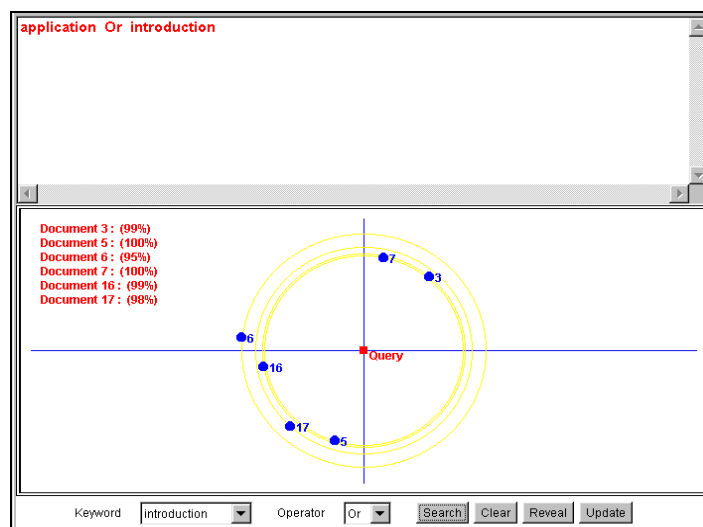 application Or introduction
Document 3 : (99%)
Document 5 : (100%)
Document 6 : (95%)
Document 7 : (100%)
Document 16 : (99%)
Document 17 : (98%)
7
3
6
Query
16
17
5
Keyword introduction Operator Or Search Clear Reveal Update